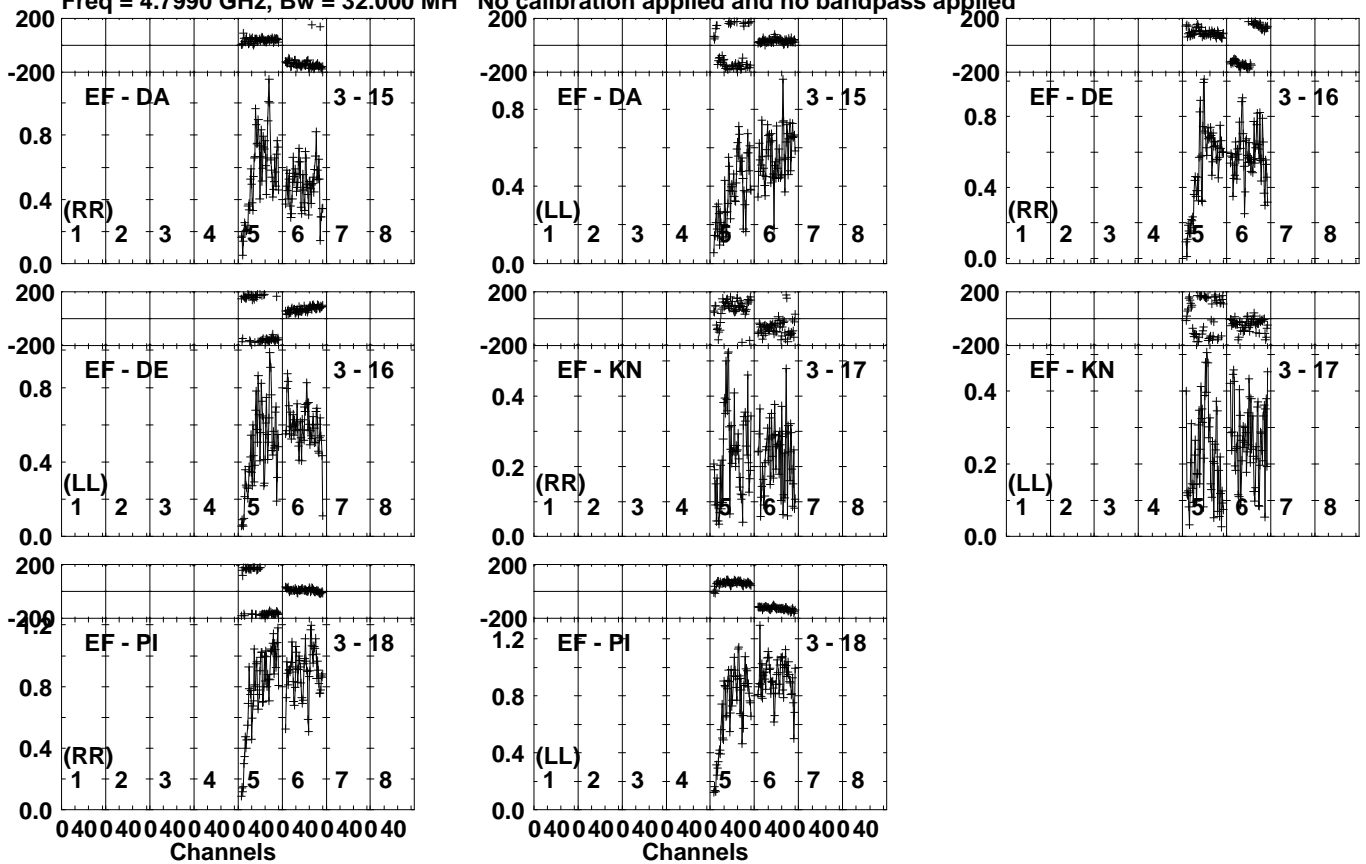 Freq = 4.7990 GHz, Bw = 32.000 MH No calibration applied and no bandpass applied
200 200 200
-200 -200 -200
EF - DA 3 - 15 EF - DA 3 - 15 EF - DE 3 - 16
0.8 0.8 0.8
0.4 0.4 0.4
(RR) (LL) (RR)
1 2 3 4 5 6 7 8 1 2 3 4 5 6 7 8 1 2 3 4 5 6 7 8
0.0 0.0 0.0
200 200 200
-200 -200 -200
EF - DE 3 - 16 EF - KN 3 - 17 EF - KN 3 - 17
0.8 0.4 0.4
0.4 0.2 0.2
(LL) (RR) (LL)
1 2 3 4 5 6 7 8 1 2 3 4 5 6 7 8 1 2 3 4 5 6 7 8
0.0 0.0 0.0
200 200
-200 -200
1.2 1.2
EF - PI 3 - 18 EF - PI 3 - 18
0.8 0.8
0.4 0.4
(RR) (LL)
1 2 3 4 5 6 7 8 1 2 3 4 5 6 7 8
0.0 0.0
0 40 0 40 0 40 0 40 0 40 0 40 0 40 0 40 0 40 0 40 0 40 0 40 0 40 0 40 0 40 0 40
Channels Channels